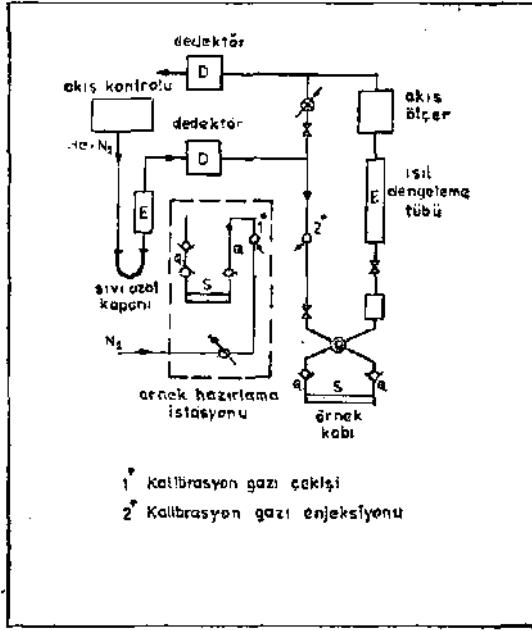 dedektör
D
akış kontrolu
He+N₂
dedektör
D
akış
ölçer
E
ısıl
dengeleme
tübü
E
sıvı azot
kapanı
1*
a
a
S
2*
N₂
örnek hazırlama
istasyonu
a
S
a
örnek
kabı
1* Kalibrasyon gazı çekişi
2* Kalibrasyon gazı enjeksiyonu